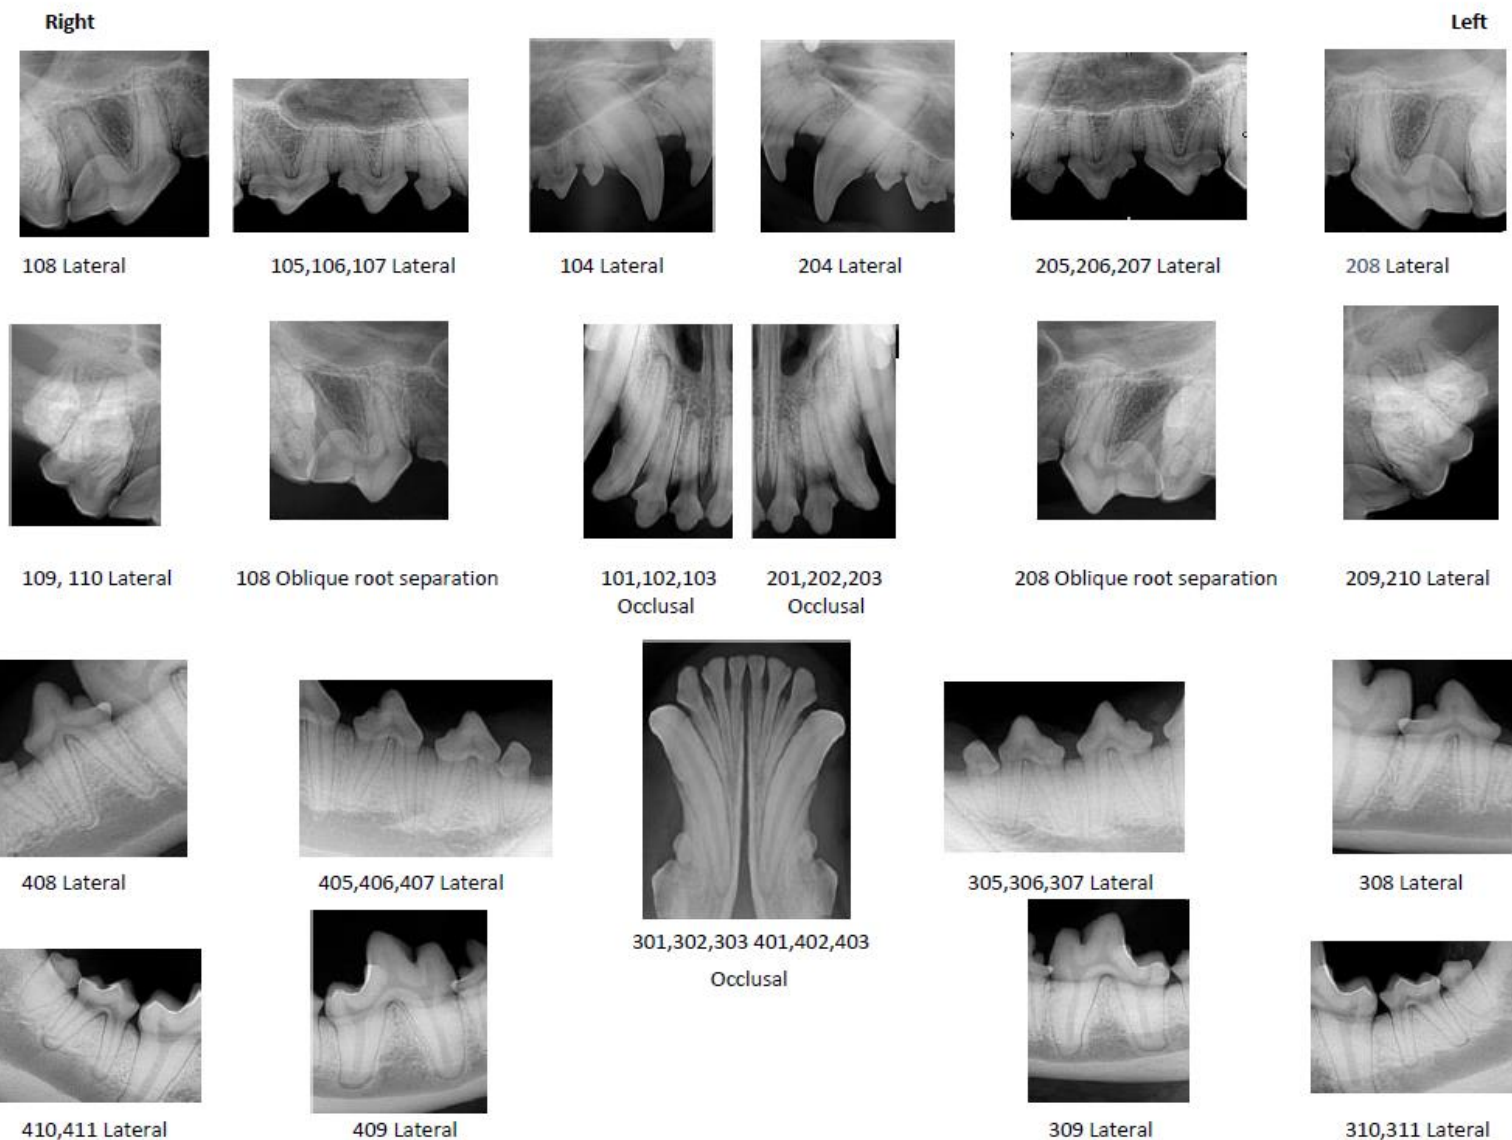 Right
Left
108 Lateral
105,106,107 Lateral
104 Lateral
204 Lateral
205,206,207 Lateral
208 Lateral
109, 110 Lateral
108 Oblique root separation
101,102,103
Occlusal
201,202,203
Occlusal
208 Oblique root separation
209,210 Lateral
408 Lateral
405,406,407 Lateral
301,302,303 401,402,403
Occlusal
305,306,307 Lateral
308 Lateral
410,411 Lateral
409 Lateral
309 Lateral
310,311 Lateral